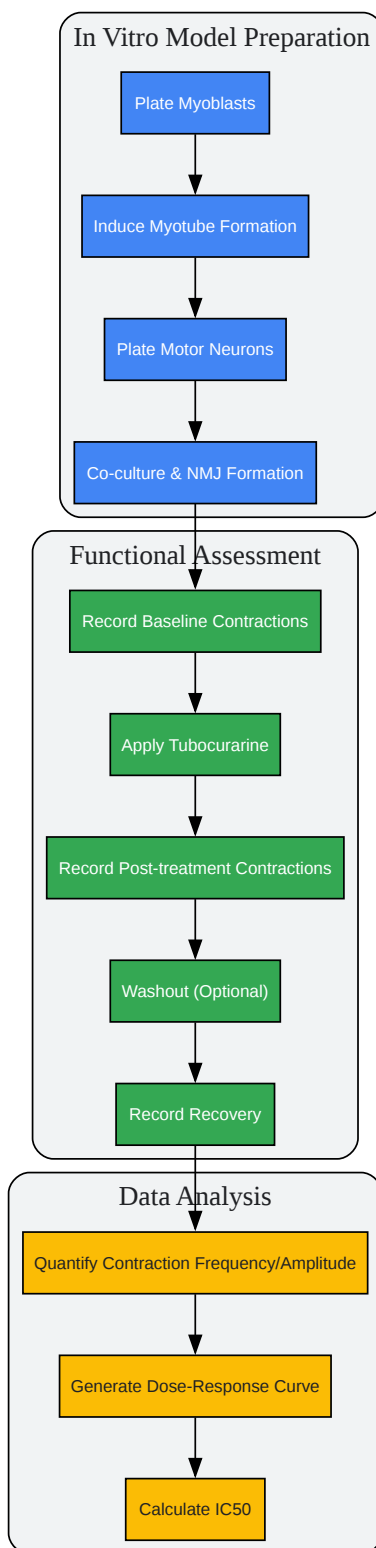 In Vitro Model Preparation
Plate Myoblasts
Induce Myotube Formation
Plate Motor Neurons
Co-culture & NMJ Formation
Functional Assessment
Record Baseline Contractions
Apply Tubocurarine
Record Post-treatment Contractions
Washout (Optional)
Record Recovery
Data Analysis
Quantify Contraction Frequency/Amplitude
Generate Dose-Response Curve
Calculate IC50